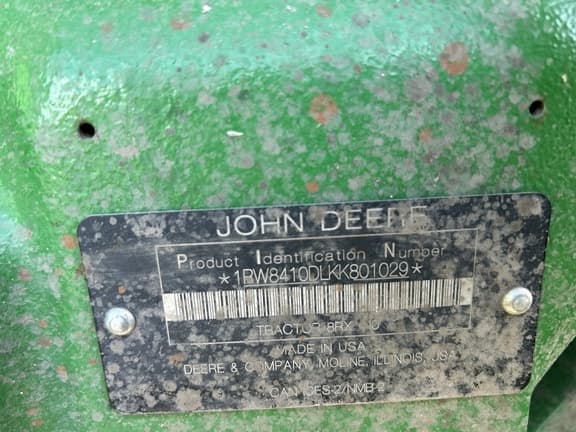 JOHN DEERE
Product Identification Number
*1RW8410DLKK801029*
TRACTOR 8RX
MADE IN USA
DEERE & COMPANY, MOLINE, ILLINOIS, USA
CAN ICES-2/NMB-2